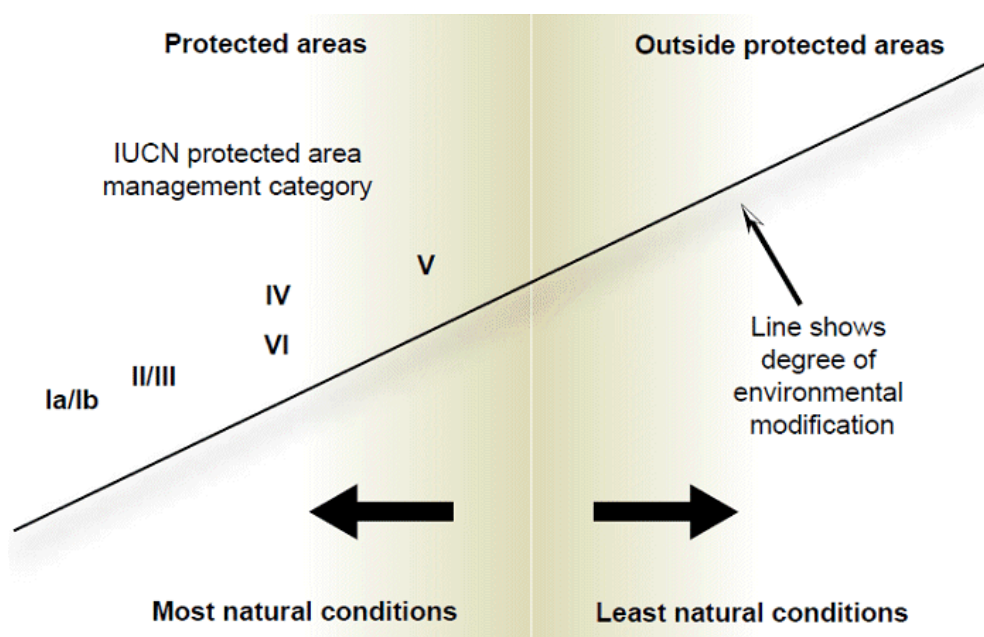 Protected areas
Outside protected areas
IUCN protected area
management category
V
IV
VI
II/III
Ia/Ib
Line shows
degree of
environmental
modification
Most natural conditions
Least natural conditions